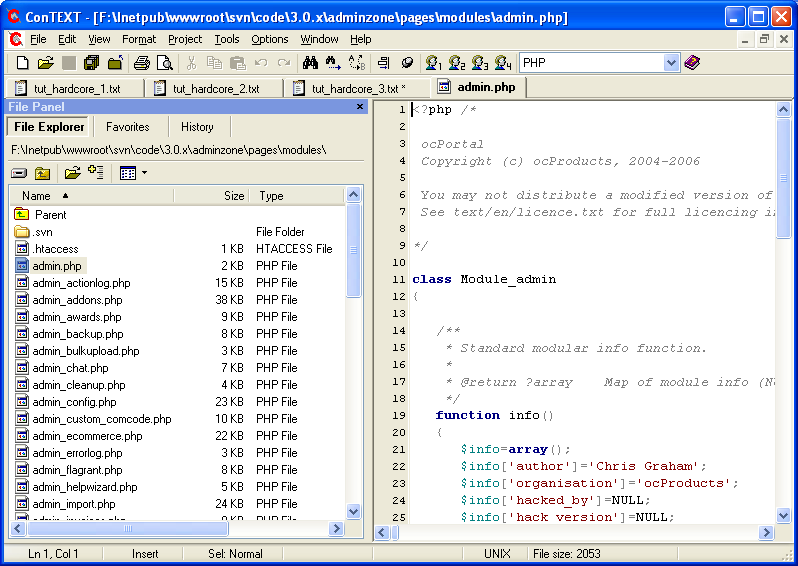 ConTEXT - [F:\Inetpub\wwwroot\svn\code\3.0.x\adminzone\pages\modules\admin.php]
File Edit View Format Project Tools Options Window Help
1 2 3 4 PHP
tut_hardcore_1.txt tut_hardcore_2.txt tut_hardcore_3.txt * admin.php
File Panel
File Explorer Favorites History
F:\Inetpub\wwwroot\svn\code\3.0.x\adminzone\pages\modules\
Name Size Type
Parent
.svn File Folder
.htaccess 1 KB HTACCESS File
admin.php 2 KB PHP File
admin_actionlog.php 15 KB PHP File
admin_addons.php 38 KB PHP File
admin_awards.php 9 KB PHP File
admin_backup.php 8 KB PHP File
admin_bulkupload.php 3 KB PHP File
admin_chat.php 7 KB PHP File
admin_cleanup.php 4 KB PHP File
admin_config.php 23 KB PHP File
admin_custom_comcode.php 10 KB PHP File
admin_ecommerce.php 22 KB PHP File
admin_errorlog.php 3 KB PHP File
admin_flagrant.php 8 KB PHP File
admin_helpwizard.php 5 KB PHP File
admin_import.php 24 KB PHP File
1 <?php /*
2
3 ocPortal
4 Copyright (c) ocProducts, 2004-2006
5
6 You may not distribute a modified version of
7 See text/en/licence.txt for full licencing i
8
9 */
10
11 class Module_admin
12 {
13
14 /**
15 * Standard modular info function.
16 *
17 * @return ?array Map of module info (N
18 */
19 function info()
20 {
21 $info=array();
22 $info['author']='Chris Graham';
23 $info['organisation']='ocProducts';
24 $info['hacked_by']=NULL;
25 $info['hack_version']=NULL;
Ln 1, Col 1 Insert Sel: Normal UNIX File size: 2053